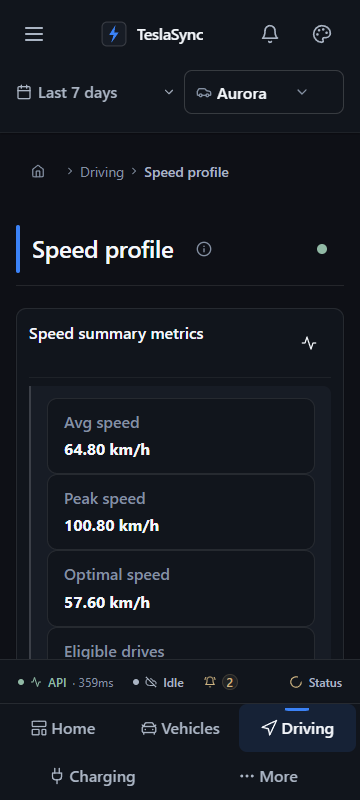 TeslaSync
Last 7 days
Aurora
Driving
Speed profile
Speed profile
Speed summary metrics
Avg speed
64.80 km/h
Peak speed
100.80 km/h
Optimal speed
57.60 km/h
Eligible drives
API · 359ms
Idle
2
Status
Home
Vehicles
Driving
Charging
More